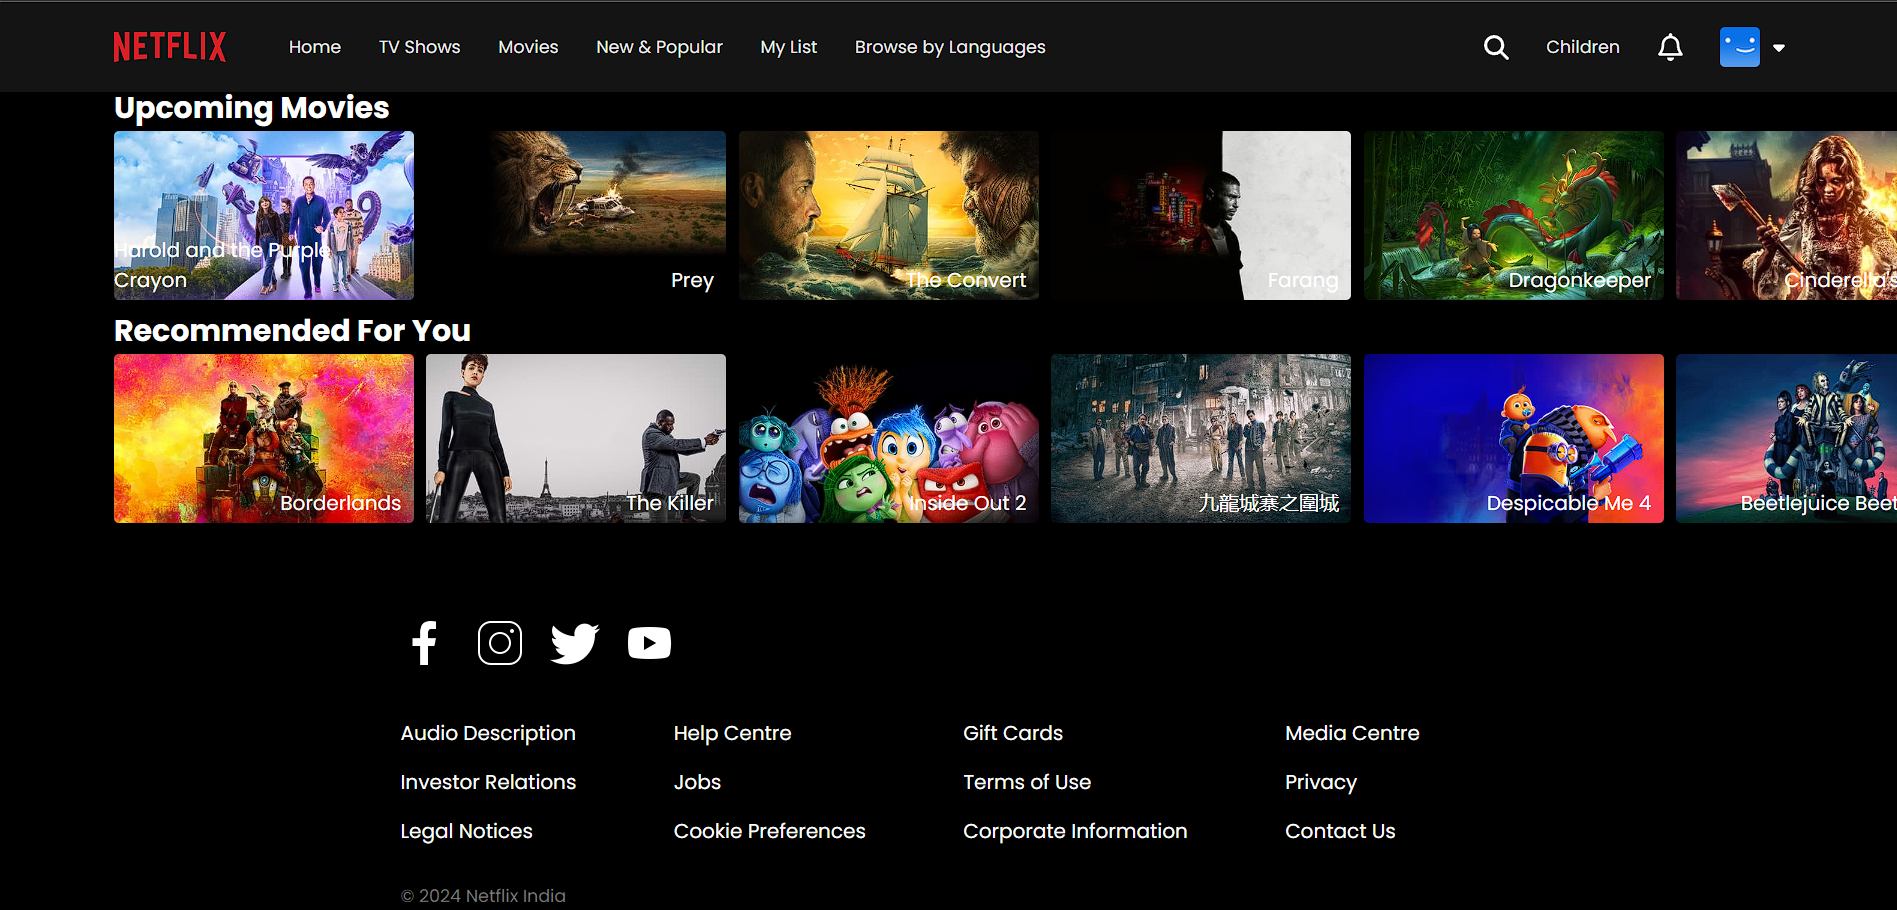 NETFLIX Home TV Shows Movies New & Popular My List Browse by Languages Children
Upcoming Movies
Harold and the Purple
Crayon
Prey
The Convert
Farang
Dragonkeeper
Cinderella's
Recommended For You
Borderlands
The Killer
Inside Out 2
九龍城寨之圍城
Despicable Me 4
Beetlejuice Beet
Audio Description Help Centre Gift Cards Media Centre
Investor Relations Jobs Terms of Use Privacy
Legal Notices Cookie Preferences Corporate Information Contact Us
© 2024 Netflix India